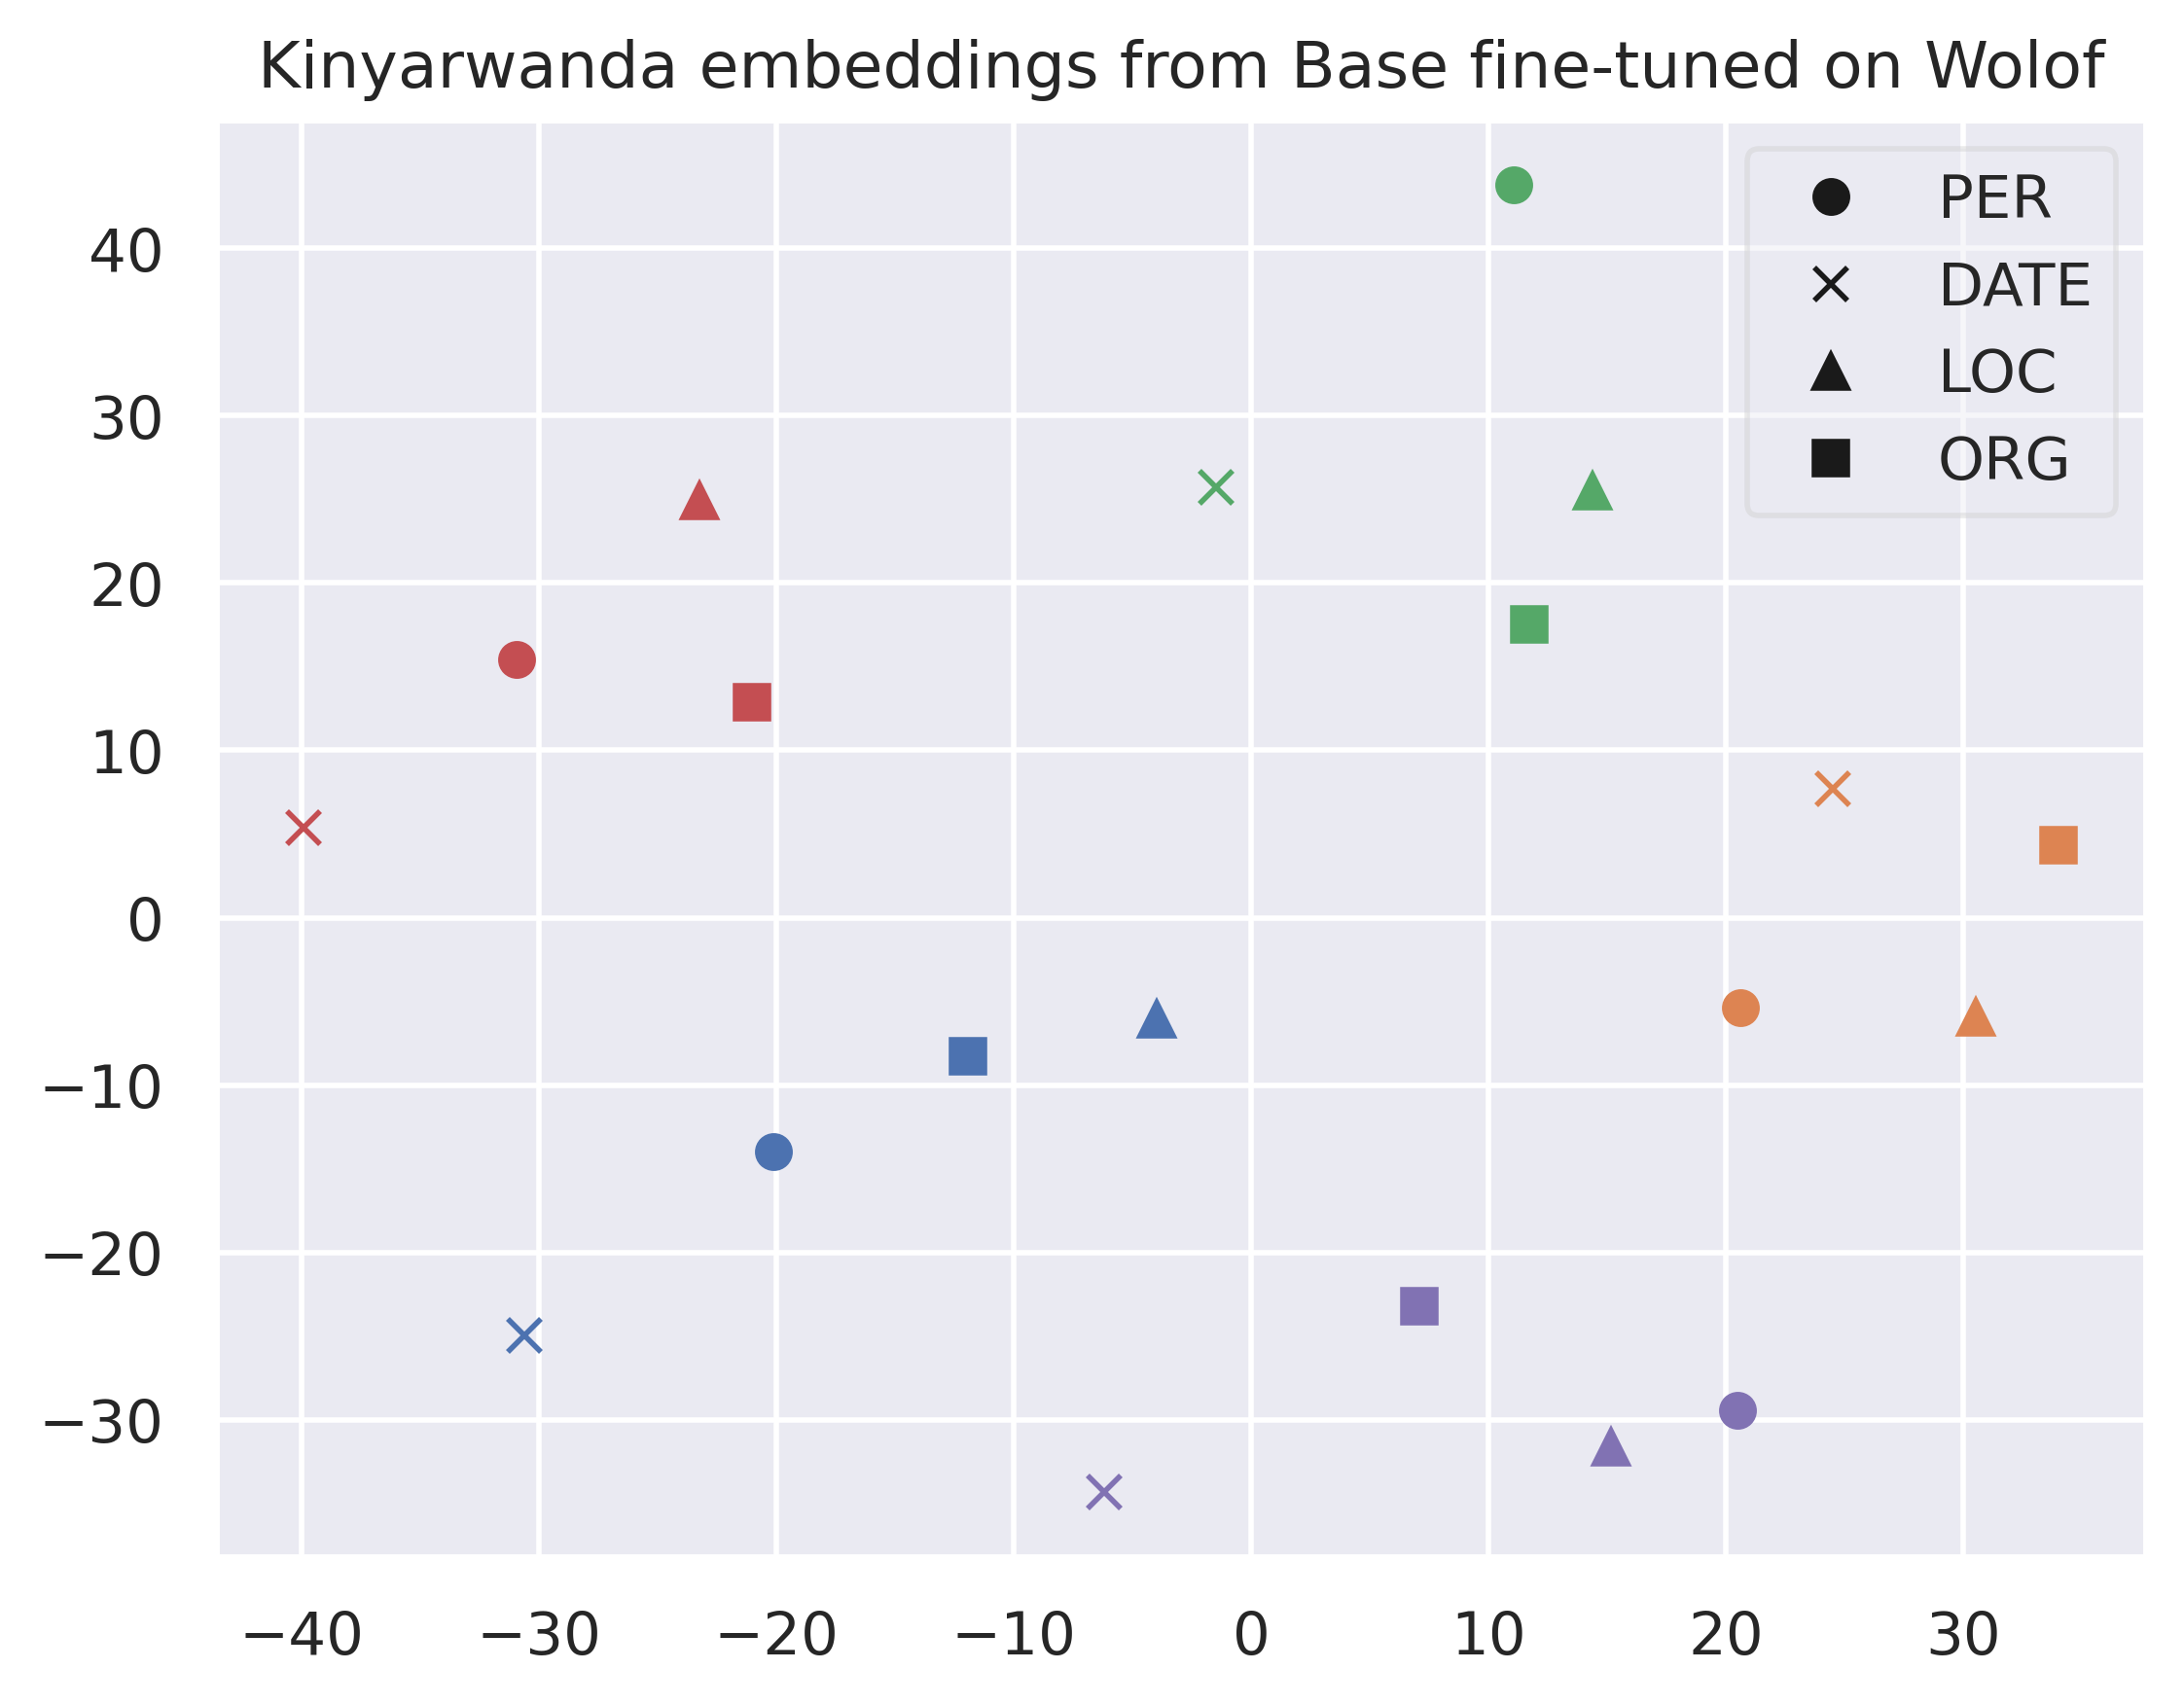 Kinyarwanda embeddings from Base fine-tuned on Wolof
PER
DATE
LOC
ORG
40
30
20
10
0
−10
−20
−30
−40 −30 −20 −10 0 10 20 30